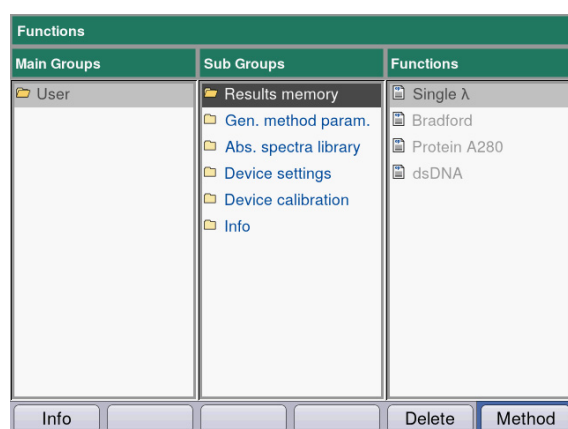 Functions
Main Groups
Sub Groups
Functions
User
Results memory
Gen. method param.
Abs. spectra library
Device settings
Device calibration
Info
Single λ
Bradford
Protein A280
dsDNA
Info
Delete
Method